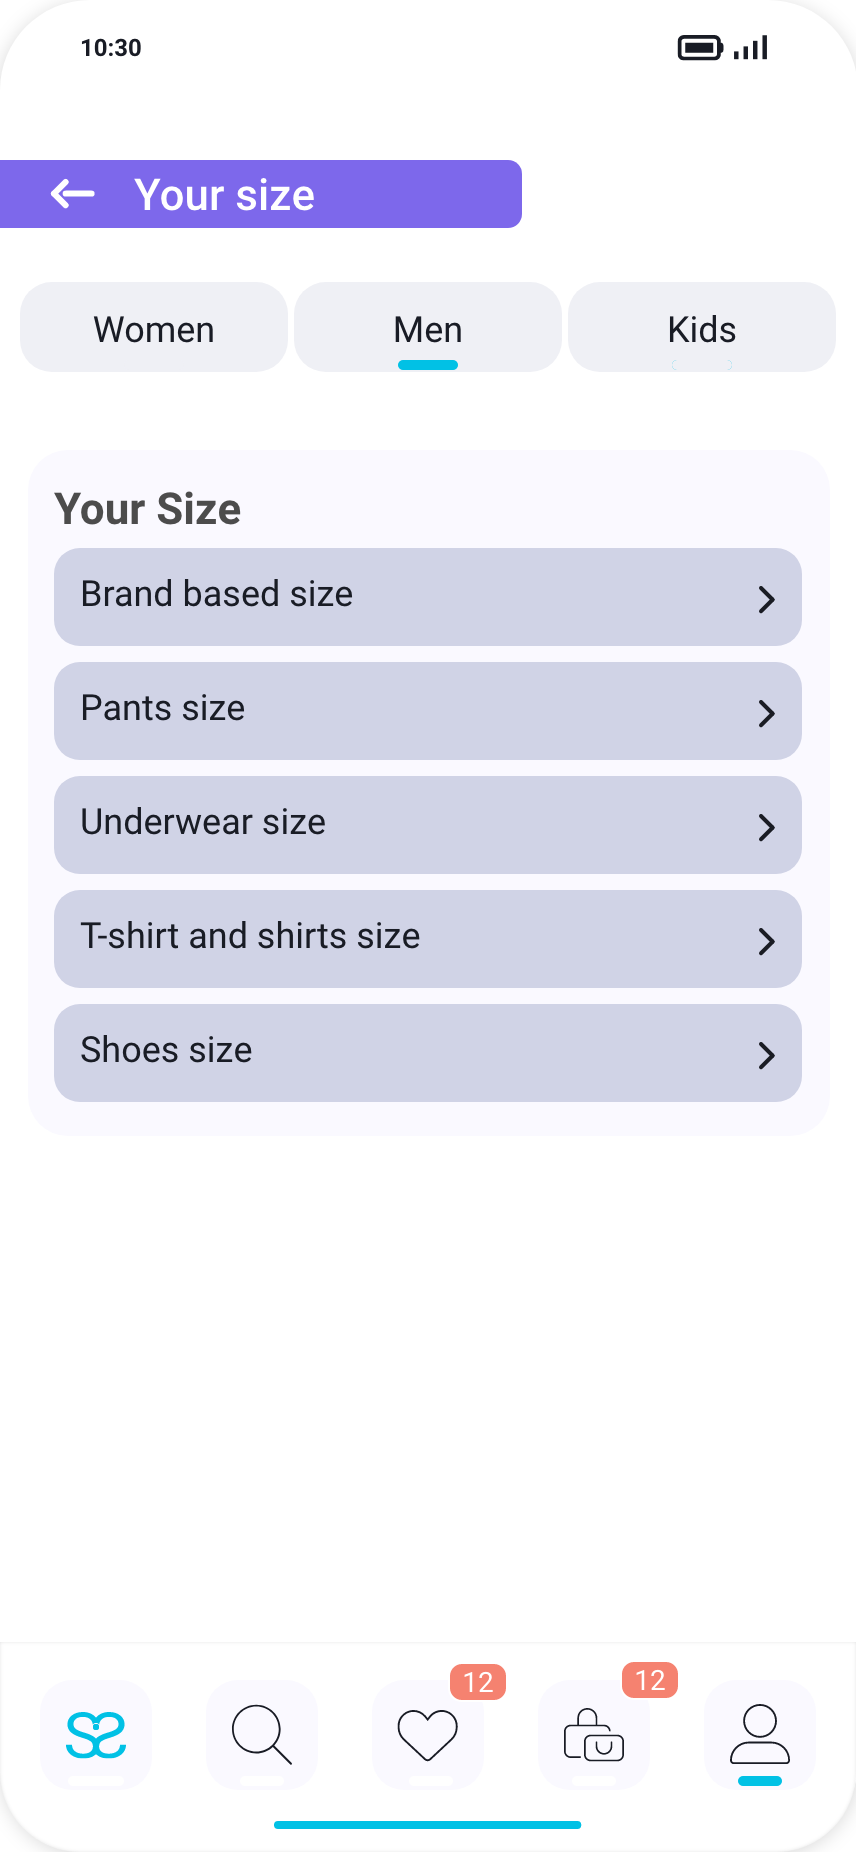 10:30
Your size
Women
Men
Kids
Your Size
Brand based size
Pants size
Underwear size
T-shirt and shirts size
Shoes size
12
12